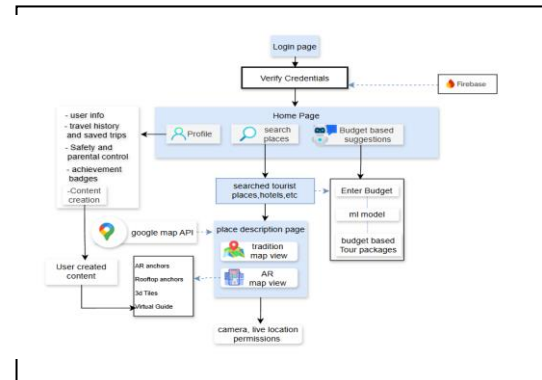 Login page
Verify Credentials
Firebase
Home Page
Profile
search
places
Budget based
suggestions
- user info
- travel history
and saved trips
- Safety and
parental control
- achievement
badges
-Content
creation
searched tourist
places,hotels,etc
Enter Budget
ml model
budget based
Tour packages
google map API
place description page
tradition
map view
AR
map view
User created
content
AR anchors
Rooftop anchors
3d Tiles
Virtual Guide
camera, live location
permissions